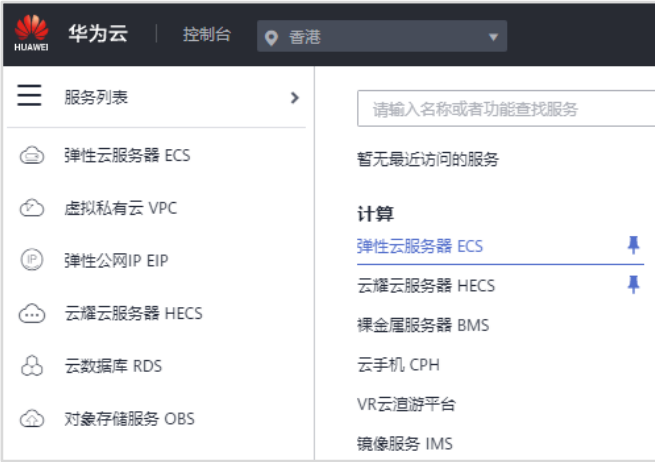 HUAWEI
华为云
控制台
香港
服务列表
弹性云服务器 ECS
虚拟私有云 VPC
IP
弹性公网IP EIP
云耀云服务器 HECS
云数据库 RDS
对象存储服务 OBS
请输入名称或者功能查找服务
暂无最近访问的服务
计算
弹性云服务器 ECS
云耀云服务器 HECS
裸金属服务器 BMS
云手机 CPH
VR云渲游平台
镜像服务 IMS